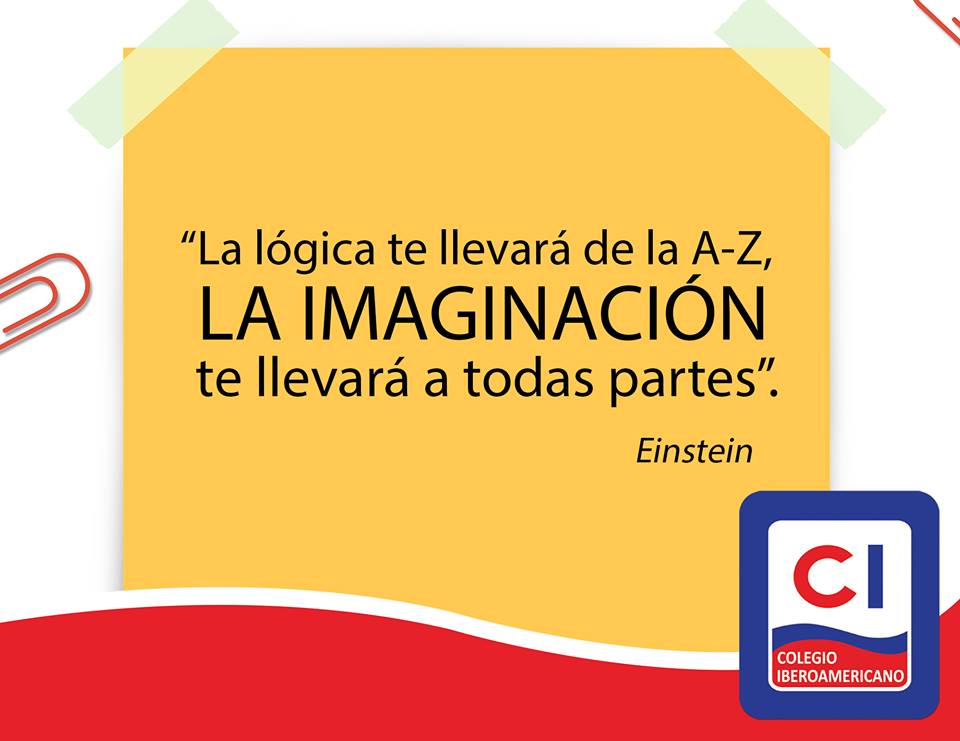 “La lógica te llevará de la A-Z,
LA IMAGINACIÓN
te llevará a todas partes”.
Einstein
CI
COLEGIO
IBEROAMERICANO